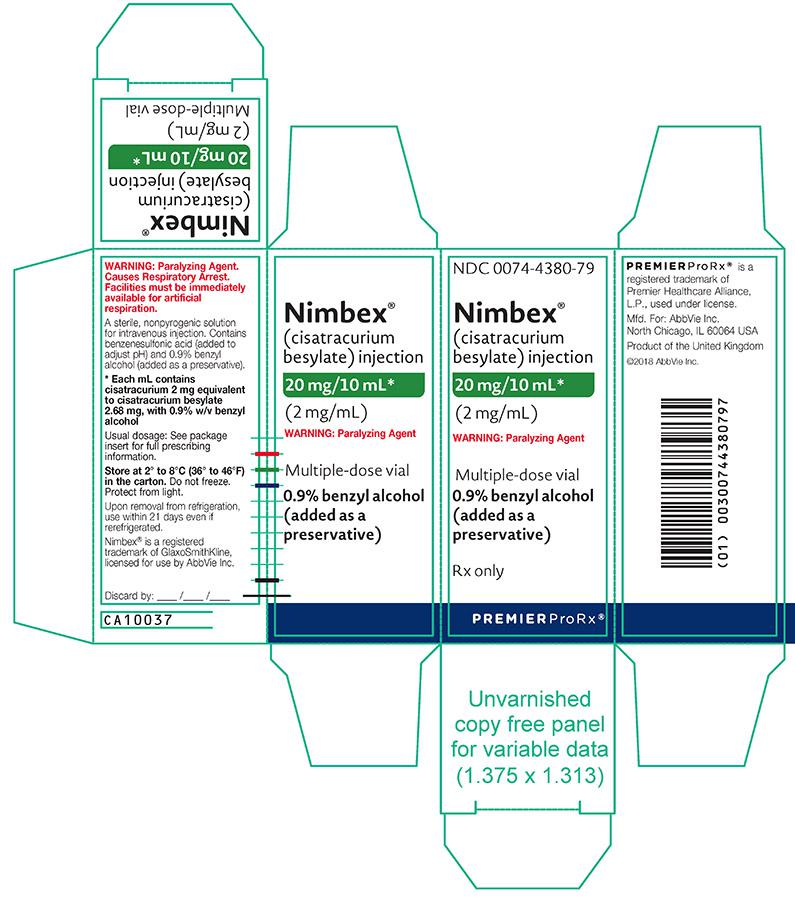 Nimbex®
(cisatracurium
besylate) injection
20 mg/10 mL*
(2 mg/mL)
Multiple-dose vial
WARNING: Paralyzing Agent.
Causes Respiratory Arrest.
Facilities must be immediately
available for artificial
respiration.
A sterile, nonpyrogenic solution
for intravenous injection. Contains
benzenesulfonic acid (added to
adjust pH) and 0.9% benzyl
alcohol (added as a preservative).
* Each mL contains
cisatracurium 2 mg equivalent
to cisatracurium besylate
2.68 mg, with 0.9% w/v benzyl
alcohol
Usual dosage: See package
insert for full prescribing
information.
Store at 2° to 8°C (36° to 46°F)
in the carton. Do not freeze.
Protect from light.
Upon removal from refrigeration,
use within 21 days even if
rerefrigerated.
Nimbex® is a registered
trademark of GlaxoSmithKline,
licensed for use by AbbVie Inc.
Discard by: ____ /____ /____
CA10037
Nimbex®
(cisatracurium
besylate) injection
20 mg/10 mL*
(2 mg/mL)
WARNING: Paralyzing Agent
Multiple-dose vial
0.9% benzyl alcohol
(added as a
preservative)
NDC 0074-4380-79
Nimbex®
(cisatracurium
besylate) injection
20 mg/10 mL*
(2 mg/mL)
WARNING: Paralyzing Agent
Multiple-dose vial
0.9% benzyl alcohol
(added as a
preservative)
Rx only
PREMIERProRx®
PREMIERProRx® is a
registered trademark of
Premier Healthcare Alliance,
L.P., used under license.
Mfd. For: AbbVie Inc.
North Chicago, IL 60064 USA
Product of the United Kingdom
©2018 AbbVie Inc.
(01) 00300744380797
Unvarnished
copy free panel
for variable data
(1.375 x 1.313)